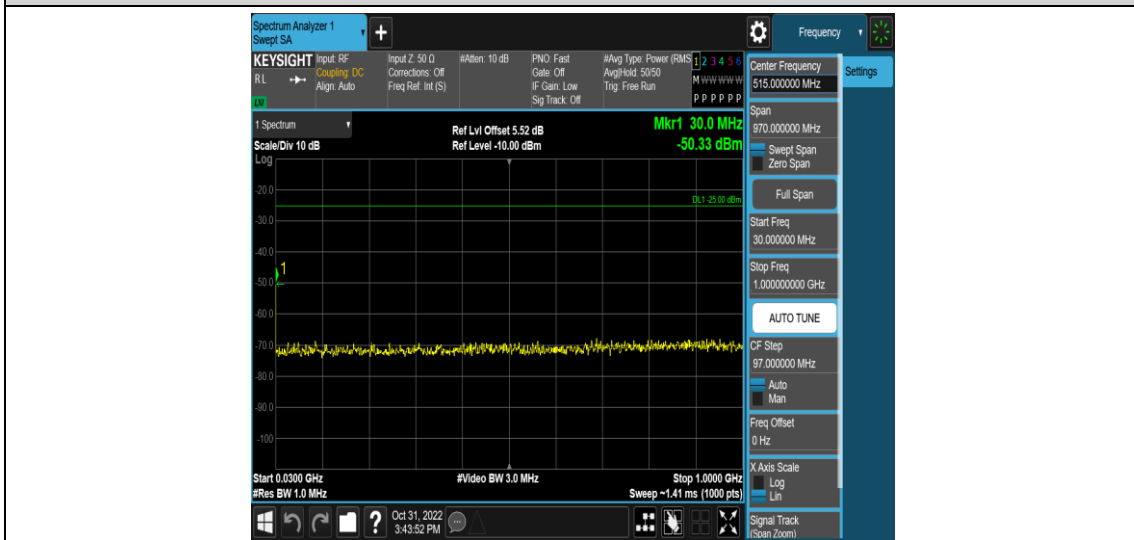 Spectrum Analyzer 1
Swept SA
+
Frequency
KEYSIGHT
RL
LXI
Input: RF
Coupling: DC
Align: Auto
Input Z: 50 Ω
Corrections: Off
Freq Ref: Int (S)
#Atten: 10 dB
PNO: Fast
Gate: Off
IF Gain: Low
Sig Track: Off
#Avg Type: Power (RMS
Avg|Hold: 50/50
Trig: Free Run
1 2 3 4 5 6
M W W W W W
P P P P P P
Center Frequency
515.000000 MHz
Settings
Span
970.000000 MHz
Swept Span
Zero Span
Full Span
Start Freq
30.000000 MHz
Stop Freq
1.000000000 GHz
AUTO TUNE
CF Step
97.000000 MHz
Auto
Man
Freq Offset
0 Hz
X Axis Scale
Log
Lin
Signal Track
(Span Zoom)
1 Spectrum
Scale/Div 10 dB
Ref Lvl Offset 5.52 dB
Ref Level -10.00 dBm
Mkr1 30.0 MHz
-50.33 dBm
Log
DL1 -25.00 dBm
1
-20.0
-30.0
-40.0
-50.0
-60.0
-70.0
-80.0
-90.0
-100
Start 0.0300 GHz
#Res BW 1.0 MHz
#Video BW 3.0 MHz
Stop 1.0000 GHz
Sweep ~1.41 ms (1000 pts)
?
Oct 31, 2022
3:43:52 PM